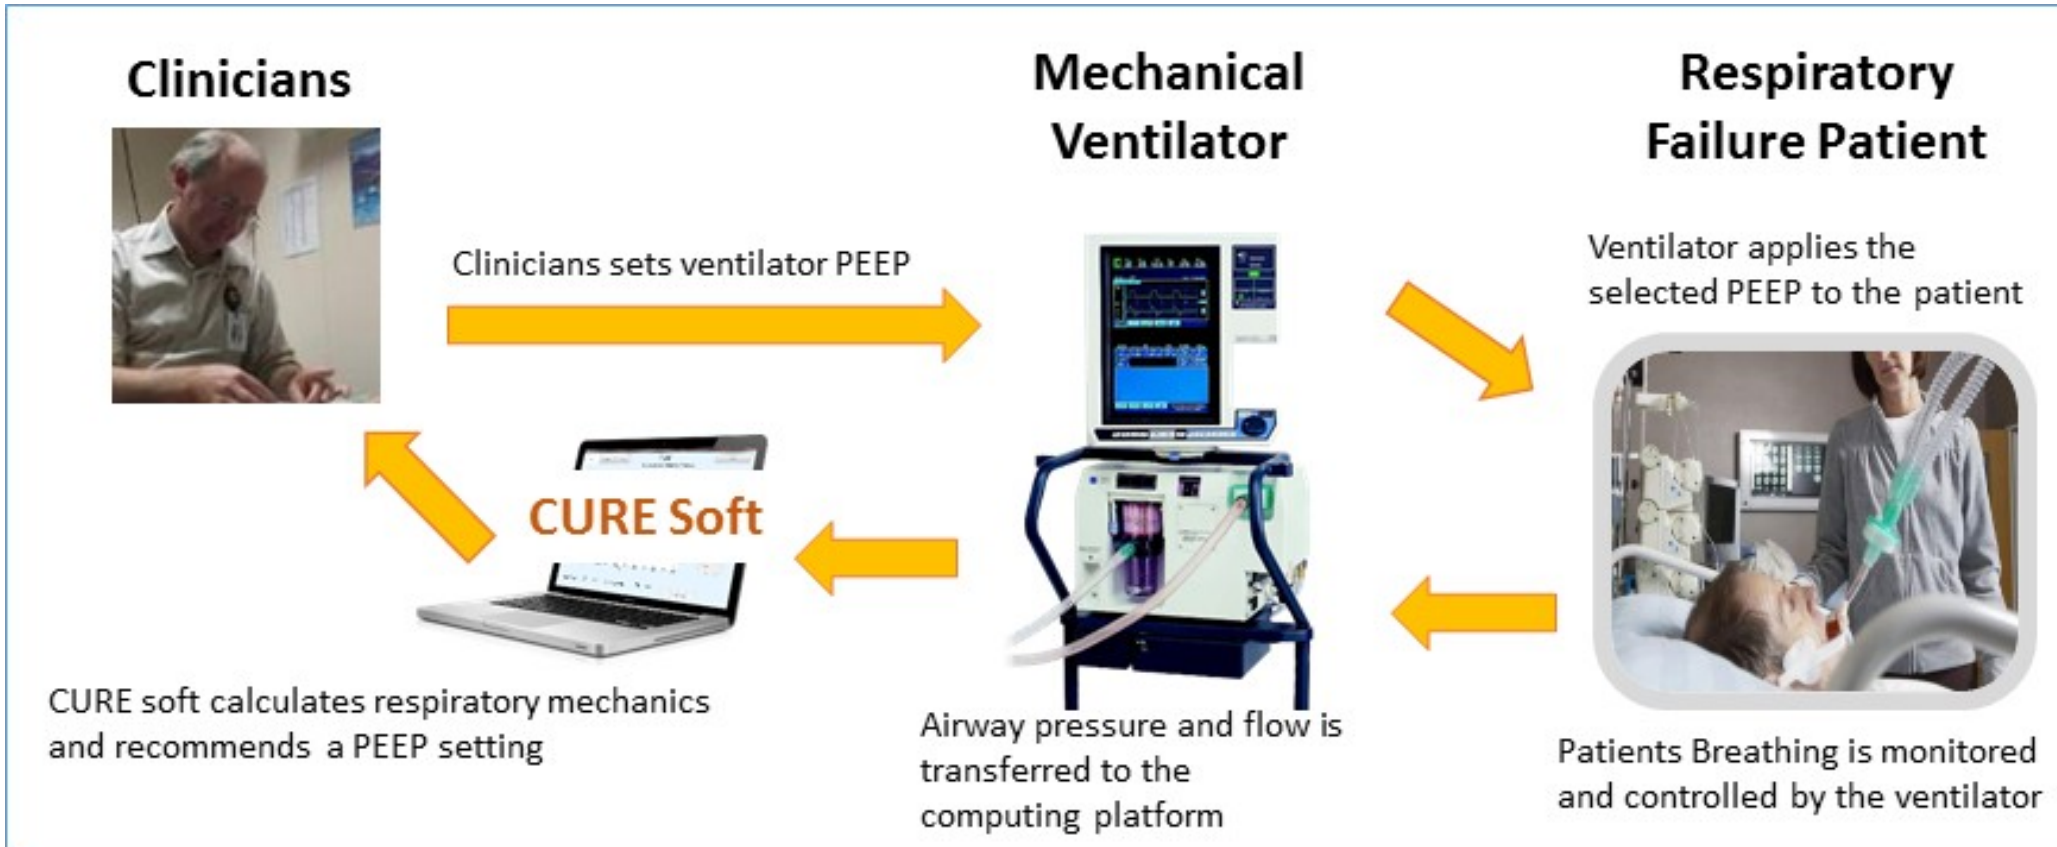 Clinicians
Mechanical
Ventilator
Respiratory
Failure Patient
Clinicians sets ventilator PEEP
Ventilator applies the
selected PEEP to the patient
CURE Soft
CURE soft calculates respiratory mechanics
and recommends a PEEP setting
Airway pressure and flow is
transferred to the
computing platform
Patients Breathing is monitored
and controlled by the ventilator